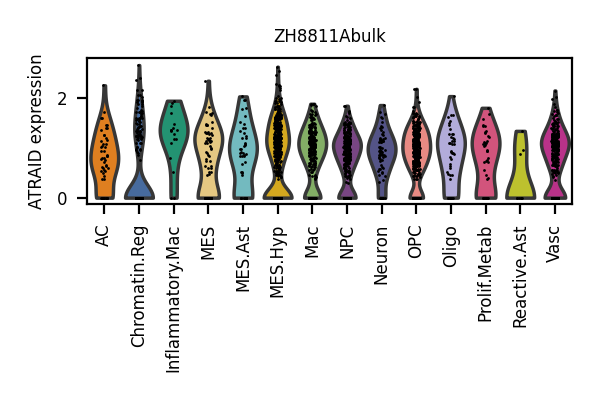 ZH8811Abulk
ATRAID expression
2
0
AC
Chromatin.Reg
Inflammatory.Mac
MES
MES.Ast
MES.Hyp
Mac
NPC
Neuron
OPC
Oligo
Prolif.Metab
Reactive.Ast
Vasc